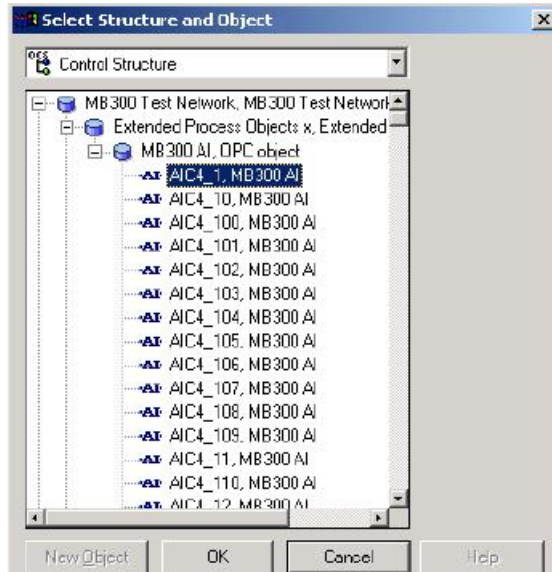 Select Structure and Object
Control Structure
MB300 Test Network, MB300 Test Network
Extended Process Objects x, Extended
MB300 AI, OPC object
AIC4_1, MB300 AI
AIC4_10, MB300 AI
AIC4_100, MB300 AI
AIC4_101, MB300 AI
AIC4_102, MB300 AI
AIC4_103, MB300 AI
AIC4_104, MB300 AI
AIC4_105, MB300 AI
AIC4_106, MB300 AI
AIC4_107, MB300 AI
AIC4_108, MB300 AI
AIC4_109, MB300 AI
AIC4_11, MB300 AI
AIC4_110, MB300 AI
AIC4_12, MB300 AI
New Object OK Cancel Help